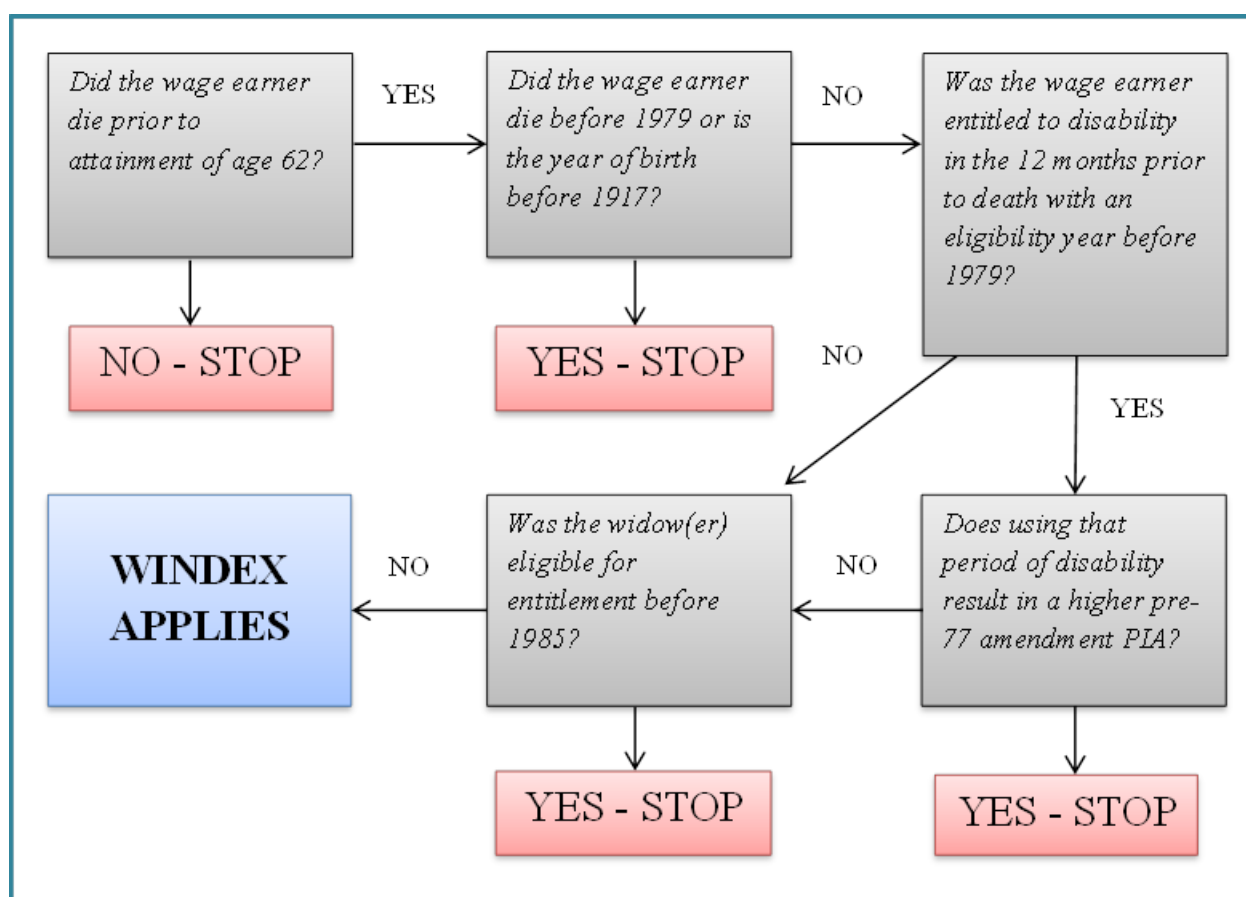 Did the wage earner
die prior to
attainment of age 62?
YES
Did the wage earner
die before 1979 or is
the year of birth
before 1917?
NO
Was the wage earner
entitled to disability
in the 12 months prior
to death with an
eligibility year before
1979?
NO - STOP
YES - STOP
NO
YES
WINDEX
APPLIES
NO
Was the widow(er)
eligible for
entitlement before
1985?
NO
Does using that
period of disability
result in a higher pre-
77 amendment PIA?
YES - STOP
YES - STOP